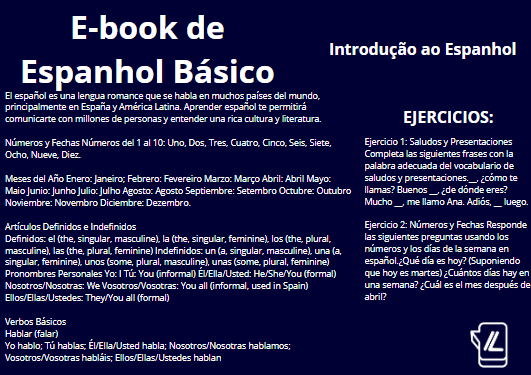 E-book de
Espanhol Básico
El español es una lengua romance que se habla en muchos países del mundo,
principalmente en España y América Latina. Aprender español te permitirá
comunicarte con millones de personas y entender una rica cultura y literatura.
Números y Fechas Números del 1 al 10: Uno, Dos, Tres, Cuatro, Cinco, Seis, Siete,
Ocho, Nueve, Diez.
Meses del Año Enero: Janeiro; Febrero: Fevereiro Marzo: Março Abril: Abril Mayo:
Maio Junio: Junho Julio: Julho Agosto: Agosto Septiembre: Setembro Octubre: Outubro
Noviembre: Novembro Diciembre: Dezembro.
Artículos Definidos e Indefinidos
Definidos: el (the, singular, masculine), la (the, singular, feminine), los (the, plural,
masculine), las (the, plural, feminine) Indefinidos: un (a, singular, masculine), una (a,
singular, feminine), unos (some, plural, masculine), unas (some, plural, feminine)
Pronombres Personales Yo: I Tú: You (informal) Él/Ella/Usted: He/She/You (formal)
Nosotros/Nosotras: We Vosotros/Vosotras: You all (informal, used in Spain)
Ellos/Ellas/Ustedes: They/You all (formal)
Verbos Básicos
Hablar (falar)
Yo hablo; Tú hablas; Él/Ella/Usted habla; Nosotros/Nosotras hablamos;
Vosotros/Vosotras habláis; Ellos/Ellas/Ustedes hablan
Introdução ao Espanhol
EJERCICIOS:
Ejercicio 1: Saludos y Presentaciones
Completa las siguientes frases con la
palabra adecuada del vocabulario de
saludos y presentaciones.__, ¿cómo te
llamas? Buenos __, ¿de dónde eres?
Mucho __, me llamo Ana. Adiós, __ luego.
Ejercicio 2: Números y Fechas Responde
las siguientes preguntas usando los
números y los días de la semana en
español.¿Qué día es hoy? (Suponiendo
que hoy es martes) ¿Cuántos días hay en
una semana? ¿Cuál es el mes después de
abril?